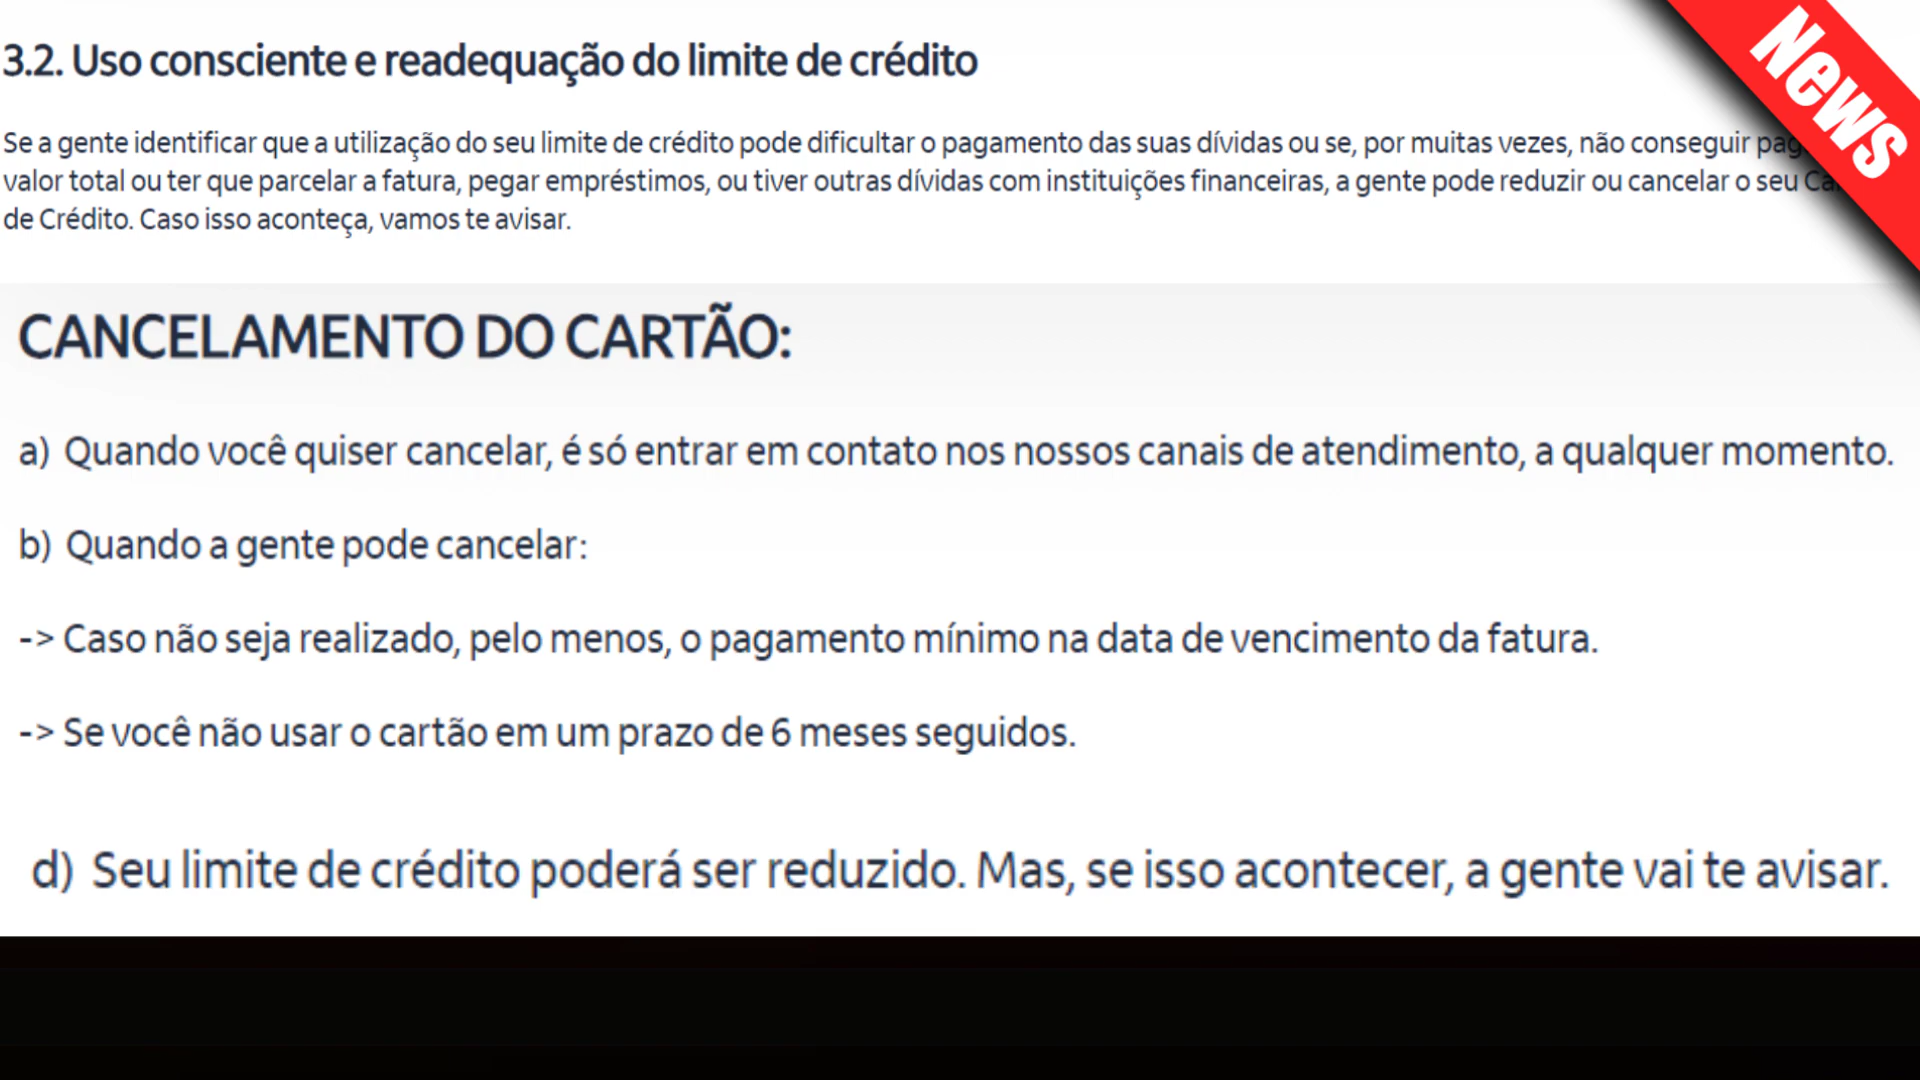 3.2. Uso consciente e readequação do limite de crédito
News
Se a gente identificar que a utilização do seu limite de crédito pode dificultar o pagamento das suas dívidas ou se, por muitas vezes, não conseguir
valor total ou ter que parcelar a fatura, pegar empréstimos, ou tiver outras dívidas com instituições financeiras, a gente pode reduzir ou cancelar o seu
de Crédito. Caso isso aconteça, vamos te avisar.
CANCELAMENTO DO CARTÃO:
a) Quando você quiser cancelar, é só entrar em contato nos nossos canais de atendimento, a qualquer momento.
b) Quando a gente pode cancelar:
-> Caso não seja realizado, pelo menos, o pagamento mínimo na data de vencimento da fatura.
-> Se você não usar o cartão em um prazo de 6 meses seguidos.
d) Seu limite de crédito poderá ser reduzido. Mas, se isso acontecer, a gente vai te avisar.